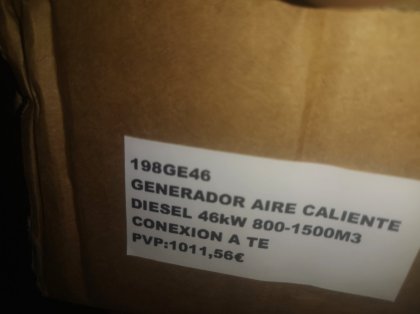 198GE46
GENERADOR AIRE CALIENTE
DIESEL 46kW 800-1500M3
CONEXION A TE
PVP:1011,56€